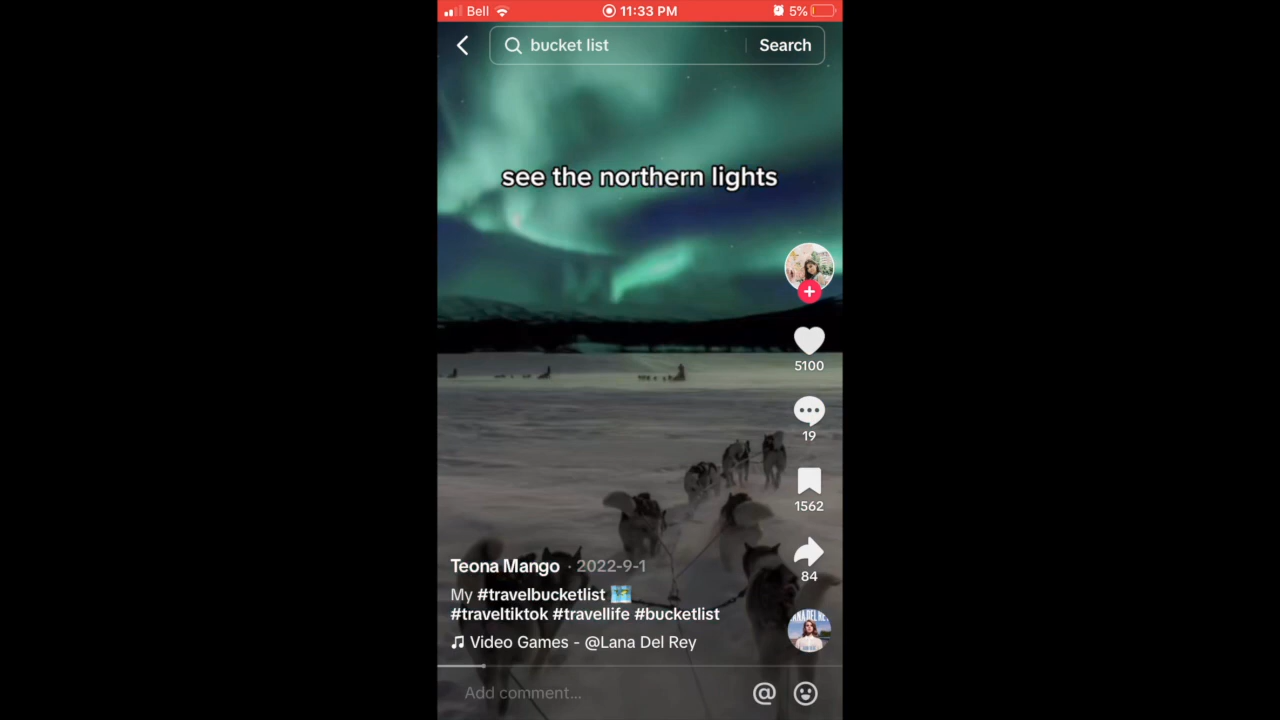 Bell 11:33 PM 5%
bucket list Search
see the northern lights
5100
19
1562
84
Teona Mango · 2022-9-1
My #travelbucketlist
#traveltiktok #travellife #bucketlist
Video Games - @Lana Del Rey
Add comment...